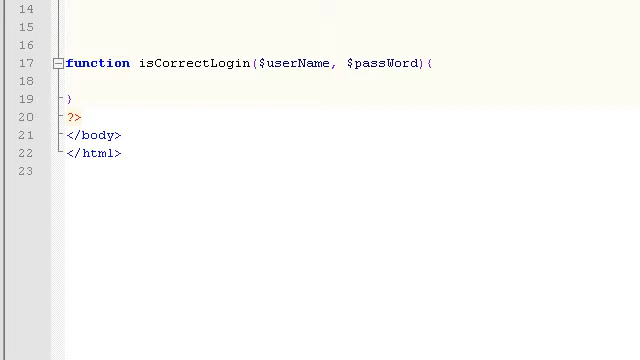 14
15
16
17 function isCorrectLogin($userName, $passWord){
18
19 }
20 ?>
21 </body>
22 </html>
23